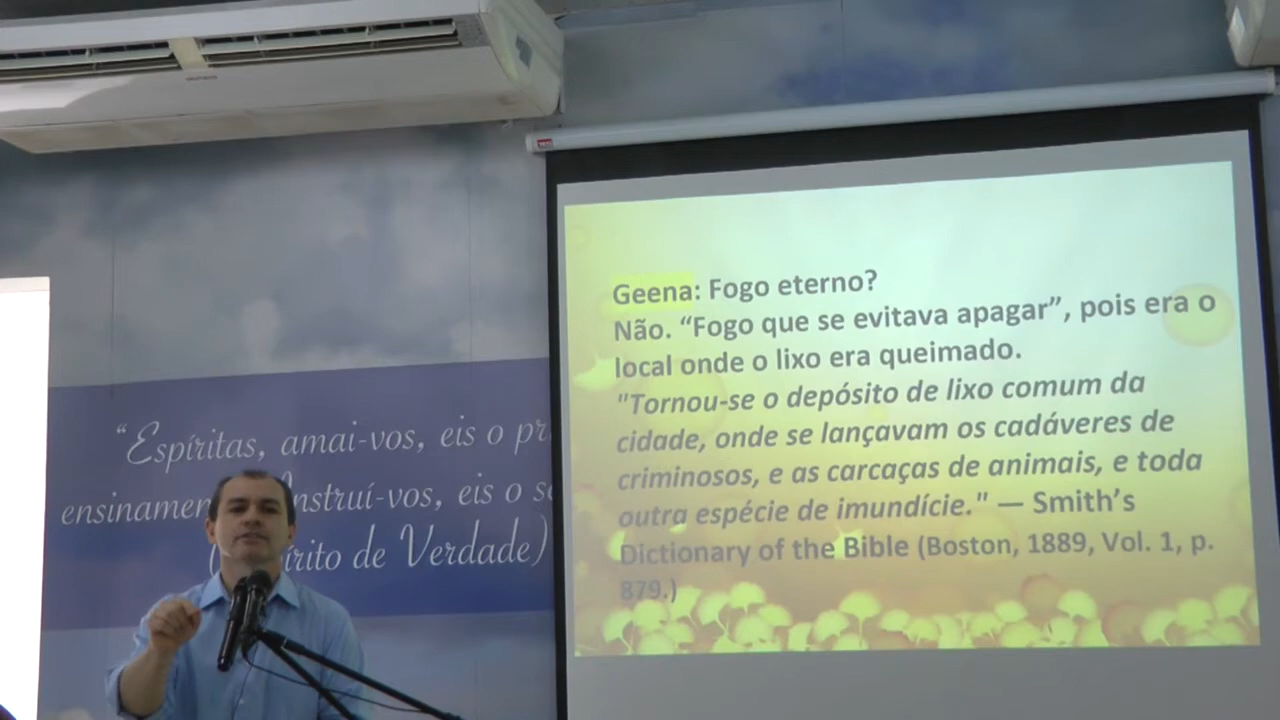 “Espíritas, amai-vos, eis o
ensinamen nstruí-vos, eis o
írito de Verdade)
Geena: Fogo eterno?
Não. “Fogo que se evitava apagar”, pois era o
local onde o lixo era queimado.
"Tornou-se o depósito de lixo comum da
cidade, onde se lançavam os cadáveres de
criminosos, e as carcaças de animais, e toda
outra espécie de imundície." — Smith’s
Dictionary of the Bible (Boston, 1889, Vol. 1, p.
879.)